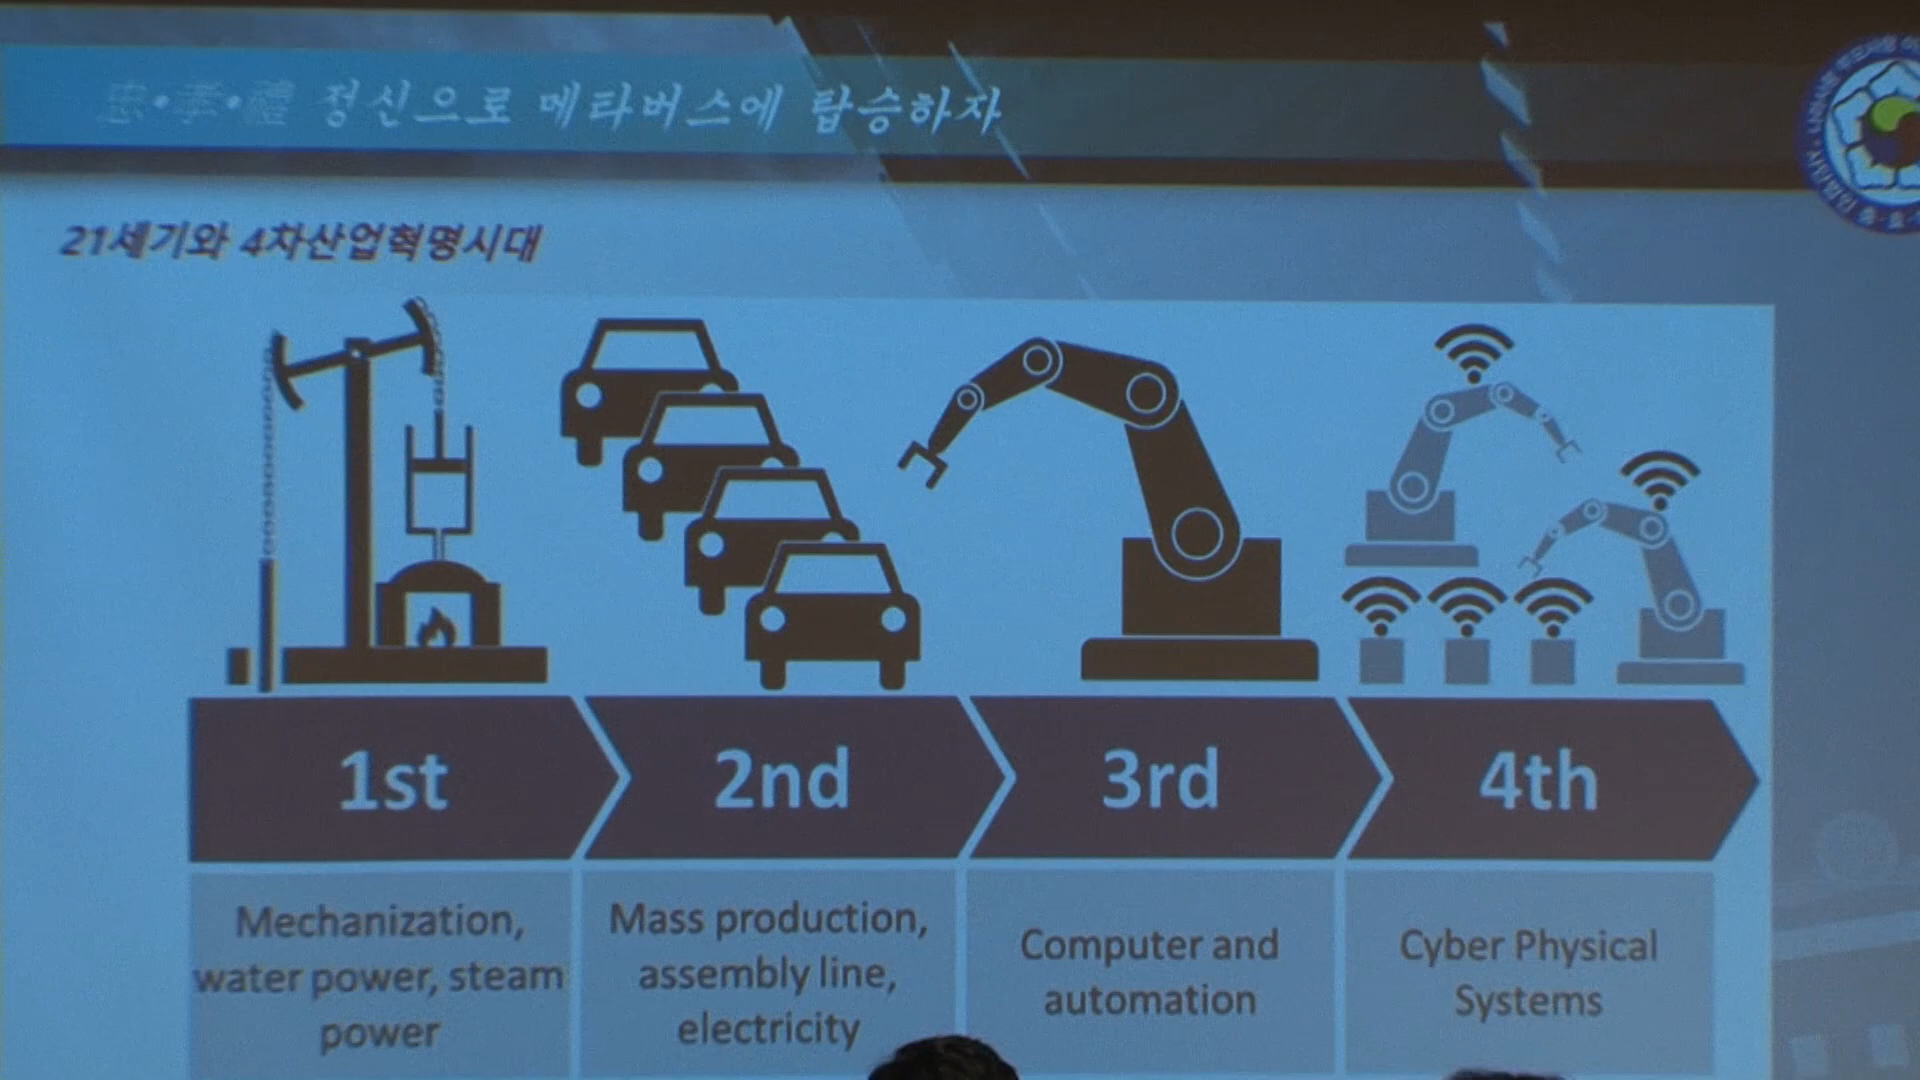 忠•孝•禮 정신으로 메타버스에 탑승하자
21세기와 4차산업혁명시대
1st
2nd
3rd
4th
Mechanization,
water power, steam
power
Mass production,
assembly line,
electricity
Computer and
automation
Cyber Physical
Systems